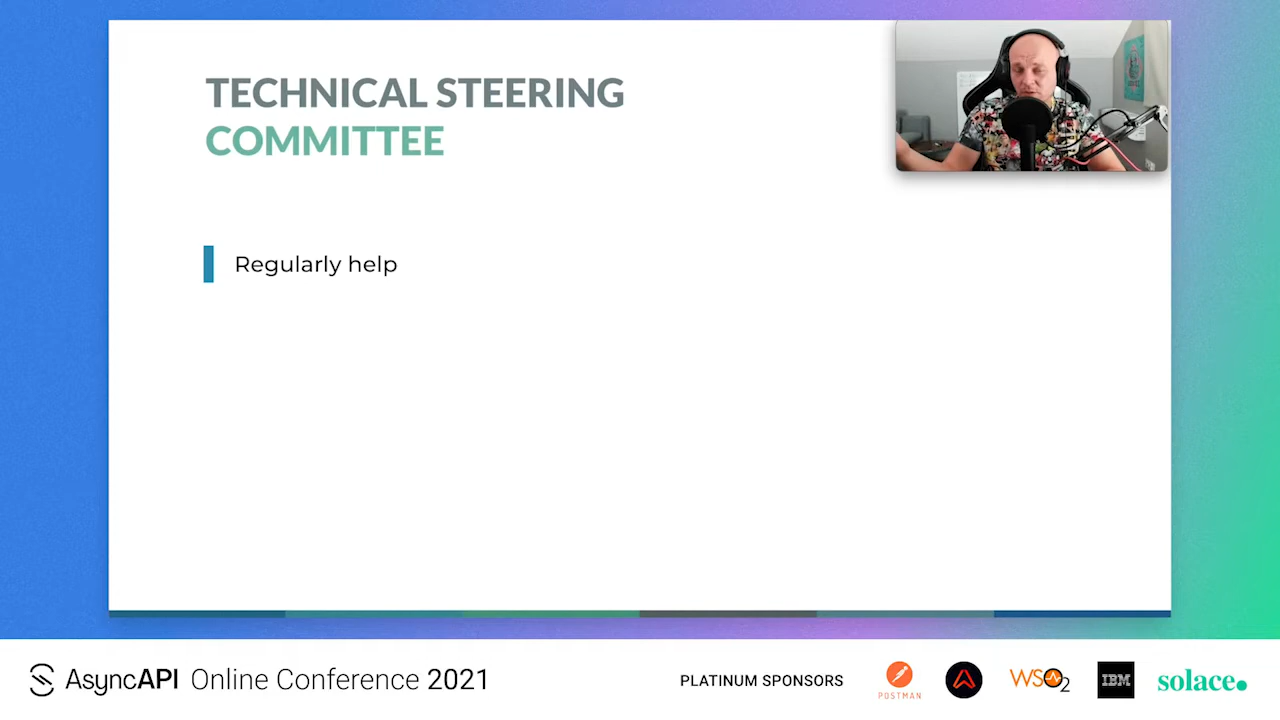 TECHNICAL STEERING
COMMITTEE
Regularly help
AsyncAPI Online Conference 2021
PLATINUM SPONSORS
POSTMAN
WSO2
IBM
solace.